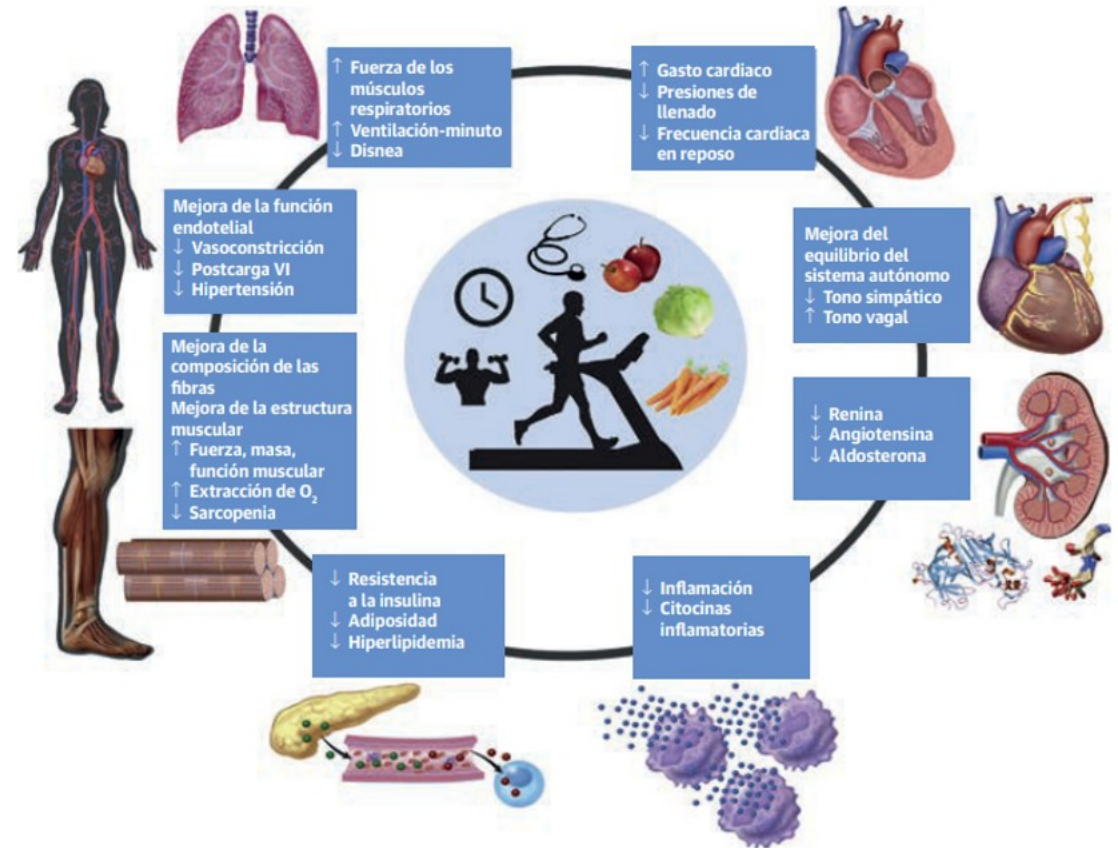 ↑ Fuerza de los
músculos
respiratorios
↑ Ventilación-minuto
↓ Disnea
↑ Gasto cardiaco
↓ Presiones de
llenado
↓ Frecuencia cardiaca
en reposo
Mejora de la función
endotelial
↓ Vasoconstricción
↓ Postcarga VI
↓ Hipertensión
Mejora del
equilibrio del
sistema autónomo
↓ Tono simpático
↑ Tono vagal
Mejora de la
composición de las
fibras
Mejora de la estructura
muscular
↑ Fuerza, masa,
función muscular
↑ Extracción de O₂
↓ Sarcopenia
↓ Renina
↓ Angiotensina
↓ Aldosterona
↓ Resistencia
a la insulina
↓ Adiposidad
↓ Hiperlipidemia
↓ Inflamación
↓ Citocinas
inflamatorias